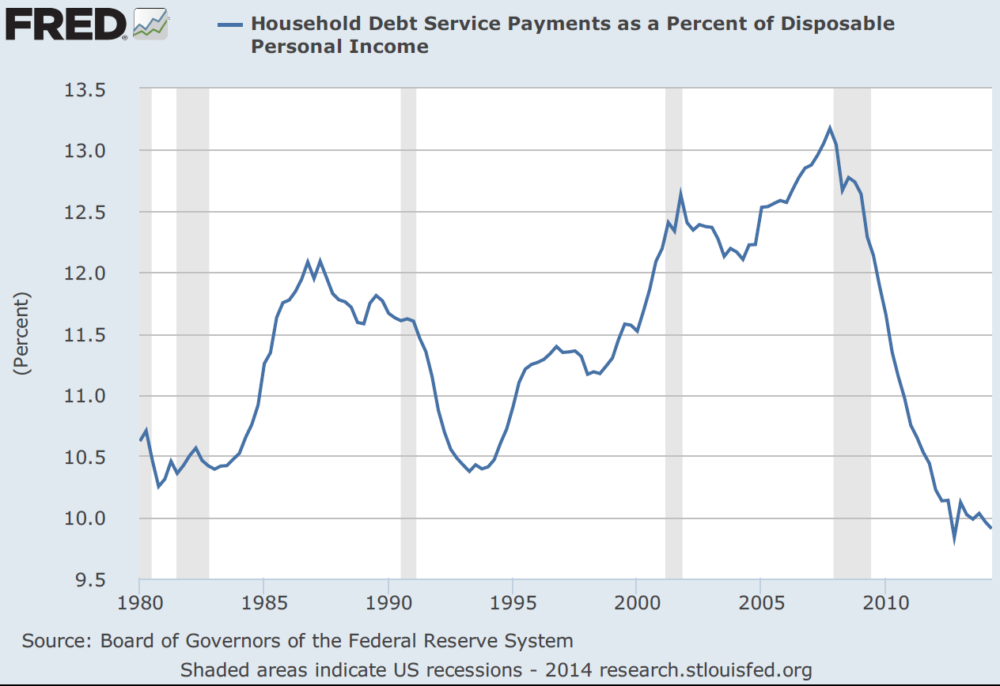 FRED®
Household Debt Service Payments as a Percent of Disposable
Personal Income
13.5
13.0
12.5
12.0
11.5
11.0
10.5
10.0
9.5
(Percent)
1980 1985 1990 1995 2000 2005 2010
Source: Board of Governors of the Federal Reserve System
Shaded areas indicate US recessions - 2014 research.stlouisfed.org